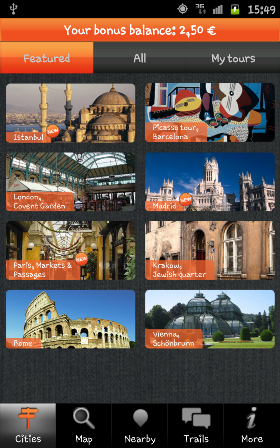 15:49
Your bonus balance: 2,50 €
Featured
All
My tours
Istanbul
New
Picasso tour,
Barcelona
London,
Covent Garden
Madrid
New
Paris, Markets &
Passages
New
Krakow,
Jewish quarter
Rome
Vienna,
Schönbrunn
Cities
Map
Nearby
Trails
More